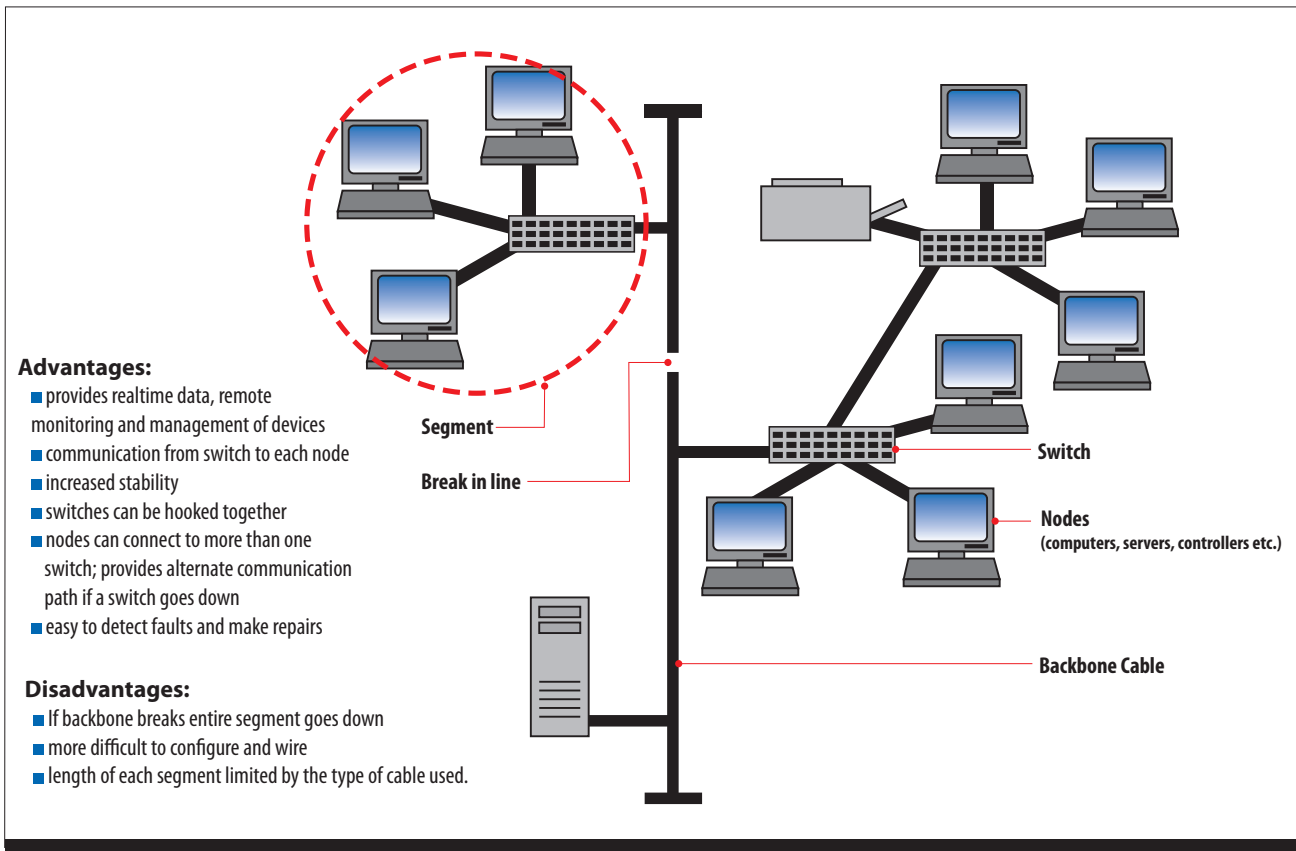 Advantages:
provides realtime data, remote
monitoring and management of devices
communication from switch to each node
increased stability
switches can be hooked together
nodes can connect to more than one
switch; provides alternate communication
path if a switch goes down
easy to detect faults and make repairs
Disadvantages:
If backbone breaks entire segment goes down
more difficult to configure and wire
length of each segment limited by the type of cable used.
Segment
Break in line
Switch
Nodes
(computers, servers, controllers etc.)
Backbone Cable